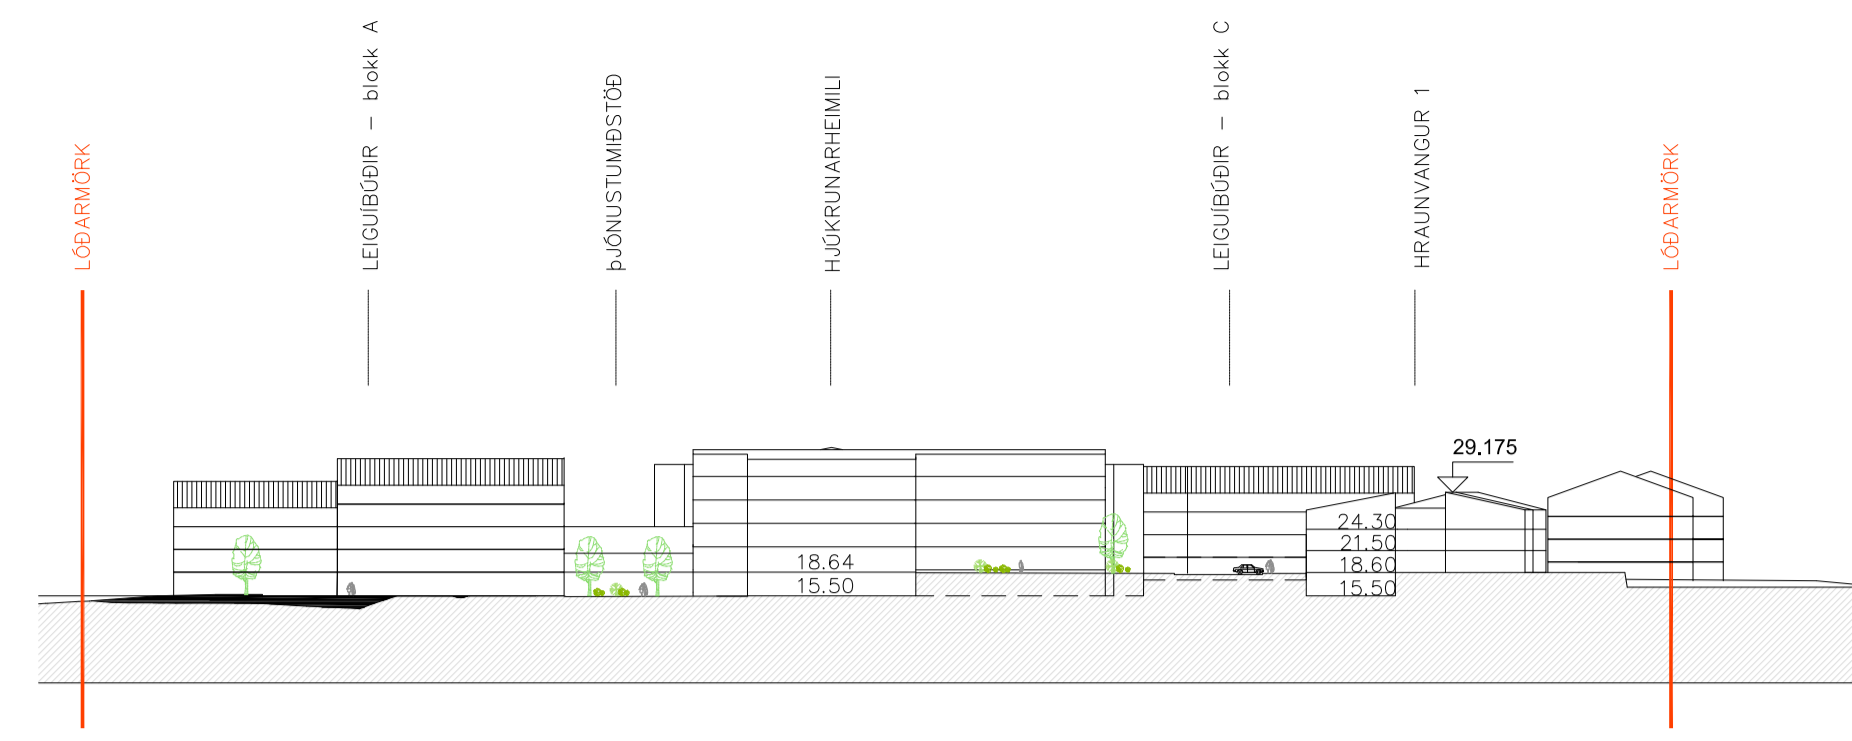 LÓÐARMÖRK
LEIGUÍBÚÐIR – blokk A
ÞJÓNUSTUMIÐSTÖÐ
HJÚKRUNARHEIMILI
LEIGUÍBÚÐIR – blokk C
HRAUNVANGUR 1
LÓÐARMÖRK
29.175
18.64
15.50
24.30
21.50
18.60
15.50